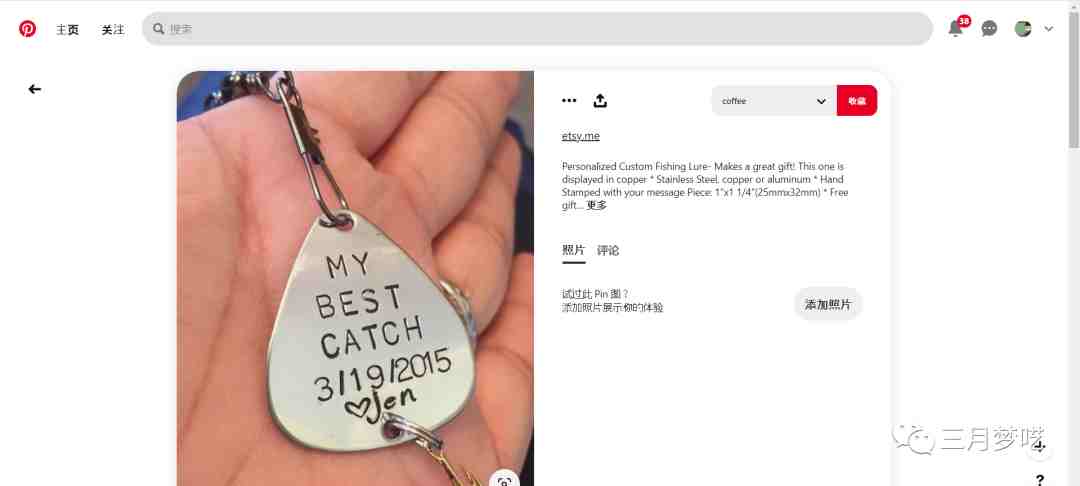 主页
关注
搜索
38
coffee
收藏
etsy.me
Personalized Custom Fishing Lure- Makes a great gift! This one is
displayed in copper * Stainless Steel, copper or aluminum * Hand
Stamped with your message Piece: 1"x1 1/4"(25mmx32mm) * Free
gift... 更多
照片 评论
试过此 Pin 图？
添加照片展示你的体验
添加照片
MY
BEST
CATCH
3/19/2015
♡Jen
三月梦呓
?